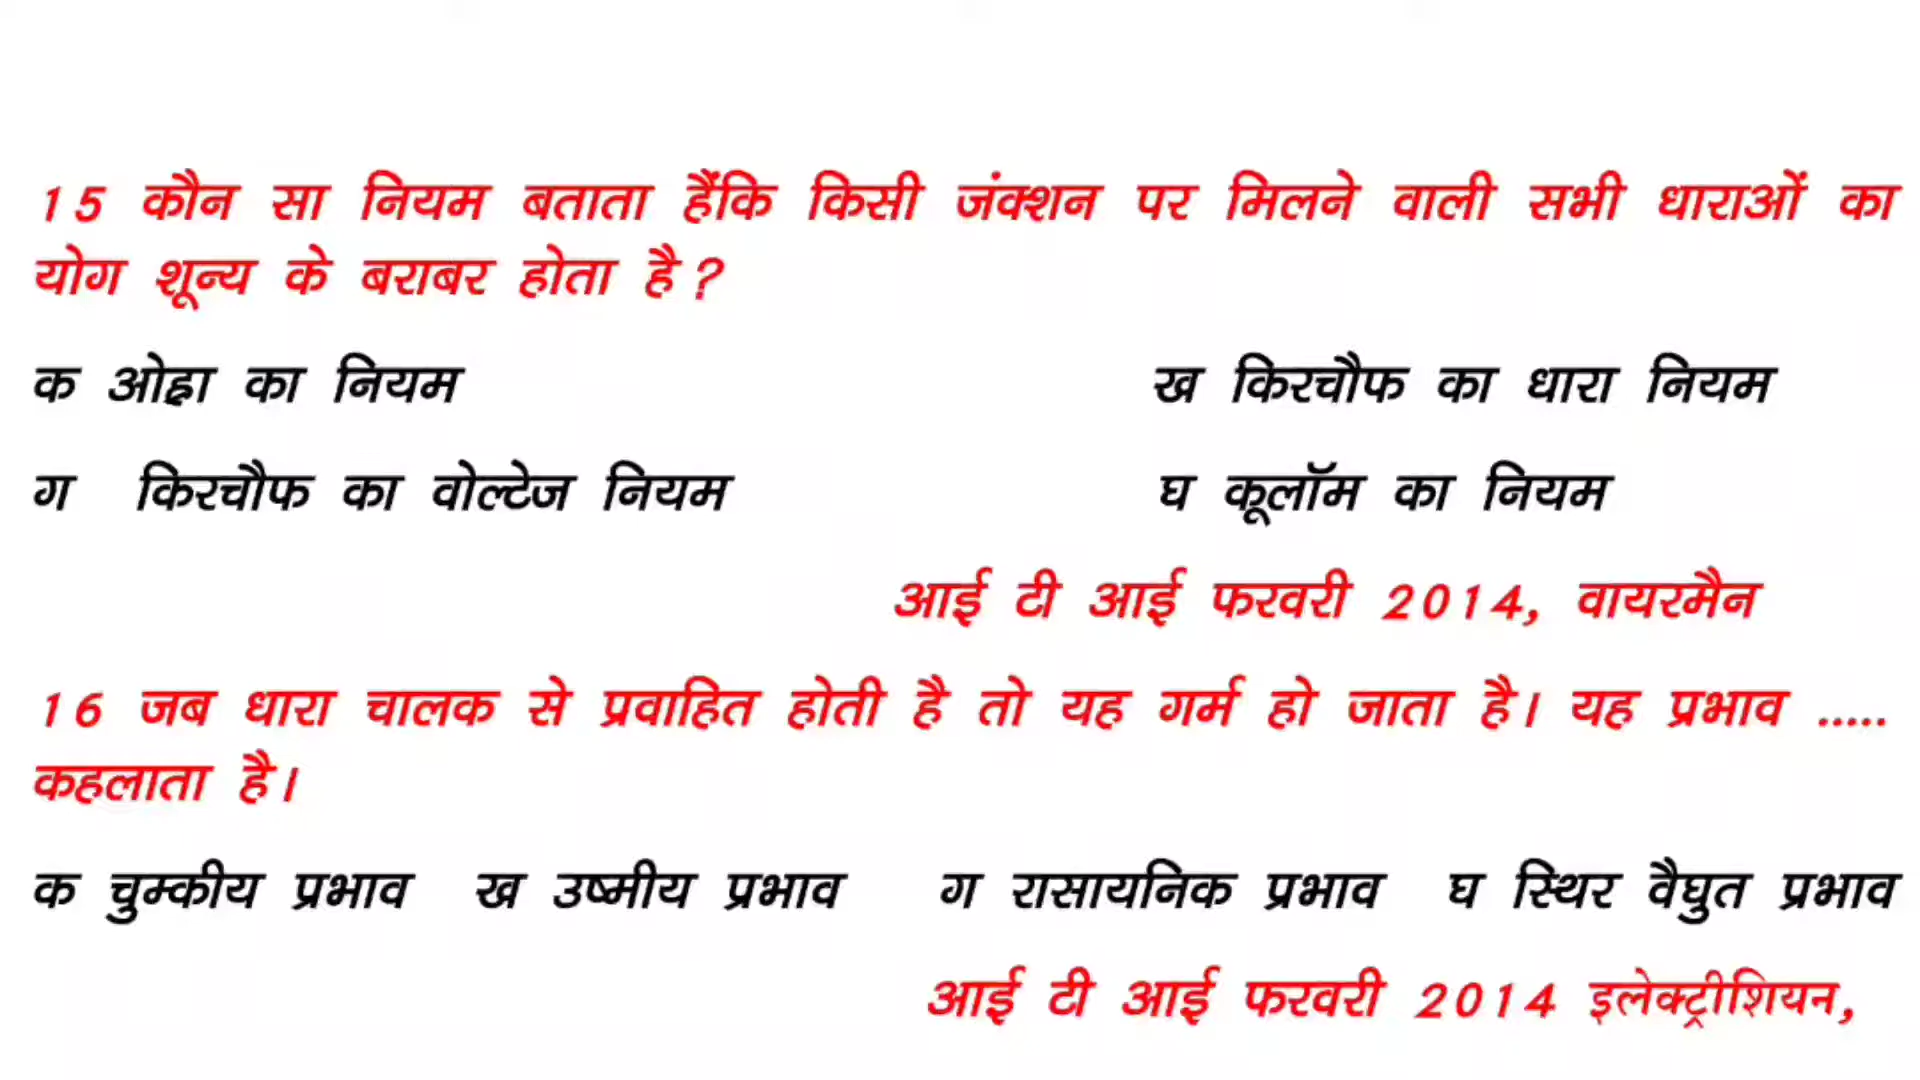 15 कौन सा नियम बताता हैंकि किसी जंक्शन पर मिलने वाली सभी धाराओं का
योग शून्य के बराबर होता है?
क ओह्म का नियम ख किरचौफ का धारा नियम
ग किरचौफ का वोल्टेज नियम घ कूलॉम का नियम
आई टी आई फरवरी 2014, वायरमैन
16 जब धारा चालक से प्रवाहित होती है तो यह गर्म हो जाता है। यह प्रभाव .....
कहलाता है।
क चुम्कीय प्रभाव ख उष्मीय प्रभाव ग रासायनिक प्रभाव घ स्थिर वैघुत प्रभाव
आई टी आई फरवरी 2014 इलेक्ट्रीशियन,